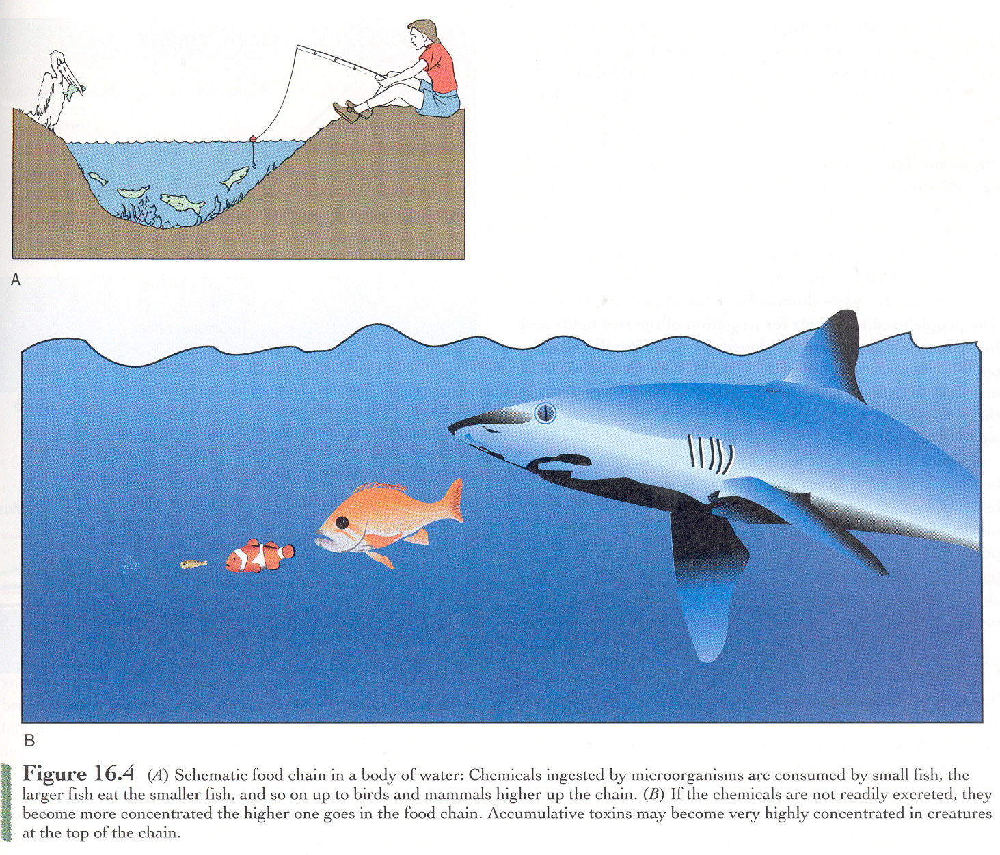 A
B
Figure 16.4 (A) Schematic food chain in a body of water: Chemicals ingested by microorganisms are consumed by small fish, the
larger fish eat the smaller fish, and so on up to birds and mammals higher up the chain. (B) If the chemicals are not readily excreted, they
become more concentrated the higher one goes in the food chain. Accumulative toxins may become very highly concentrated in creatures
at the top of the chain.